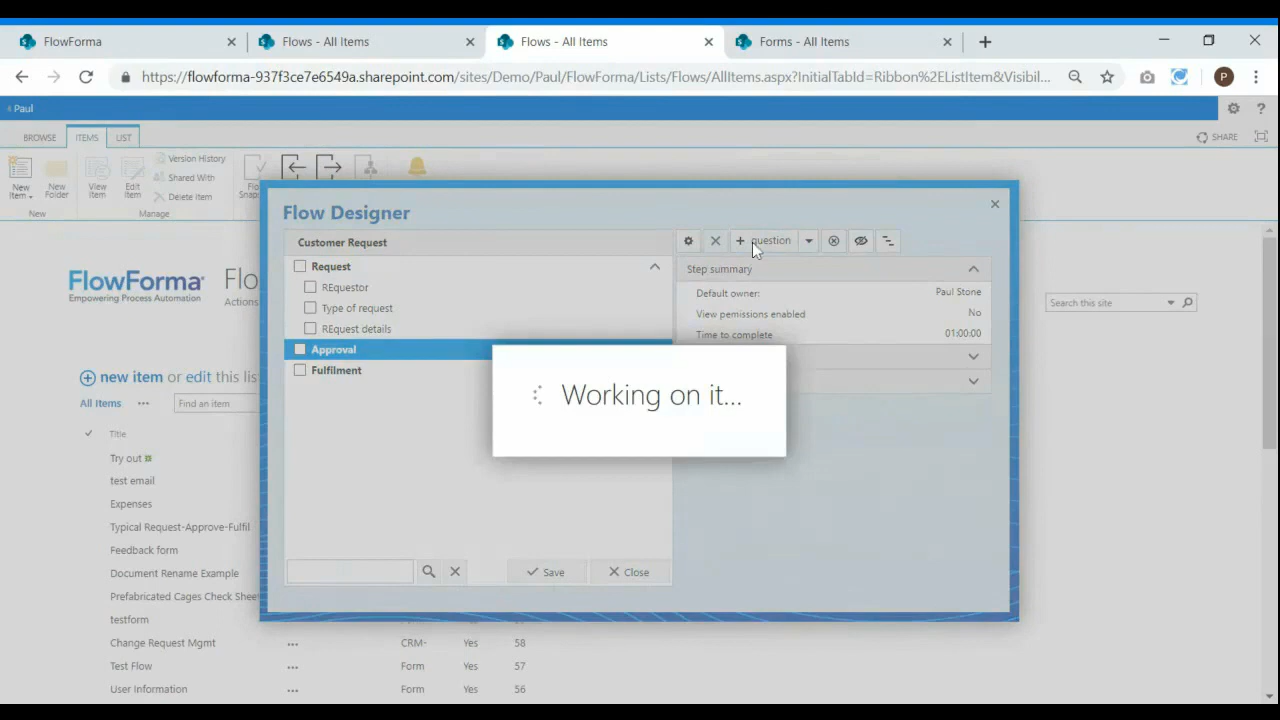 FlowForma
Flows - All Items
Flows - All Items
Forms - All Items
https://flowforma-937f3ce7e6549a.sharepoint.com/sites/Demo/Paul/FlowForma/Lists/Flows/AllItems.aspx?InitialTabId=Ribbon%2EListItem&Visibil...
P
Paul
BROWSE
ITEMS
LIST
SHARE
New Item
New Folder
View Item
Edit Item
Version History
Shared With
Delete Item
New
Manage
Flow Designer
Customer Request
question
Request
REquestor
Type of request
REquest details
Approval
Fulfilment
Step summary
Default owner:
Paul Stone
View pemissions enabled
No
Time to complete
01:00:00
Working on it...
Save
Close
FlowForma
Empowering Process Automation
Flo
Actions
Search this site
new item or edit this lis
All Items
Find an item
Title
Try out
test email
Expenses
Typical Request-Approve-Fulfil
Feedback form
Document Rename Example
Prefabricated Cages Check Shee
testform
Change Request Mgmt ... CRM- Yes 58
Test Flow ... Form Yes 57
User Information ... Form Yes 56